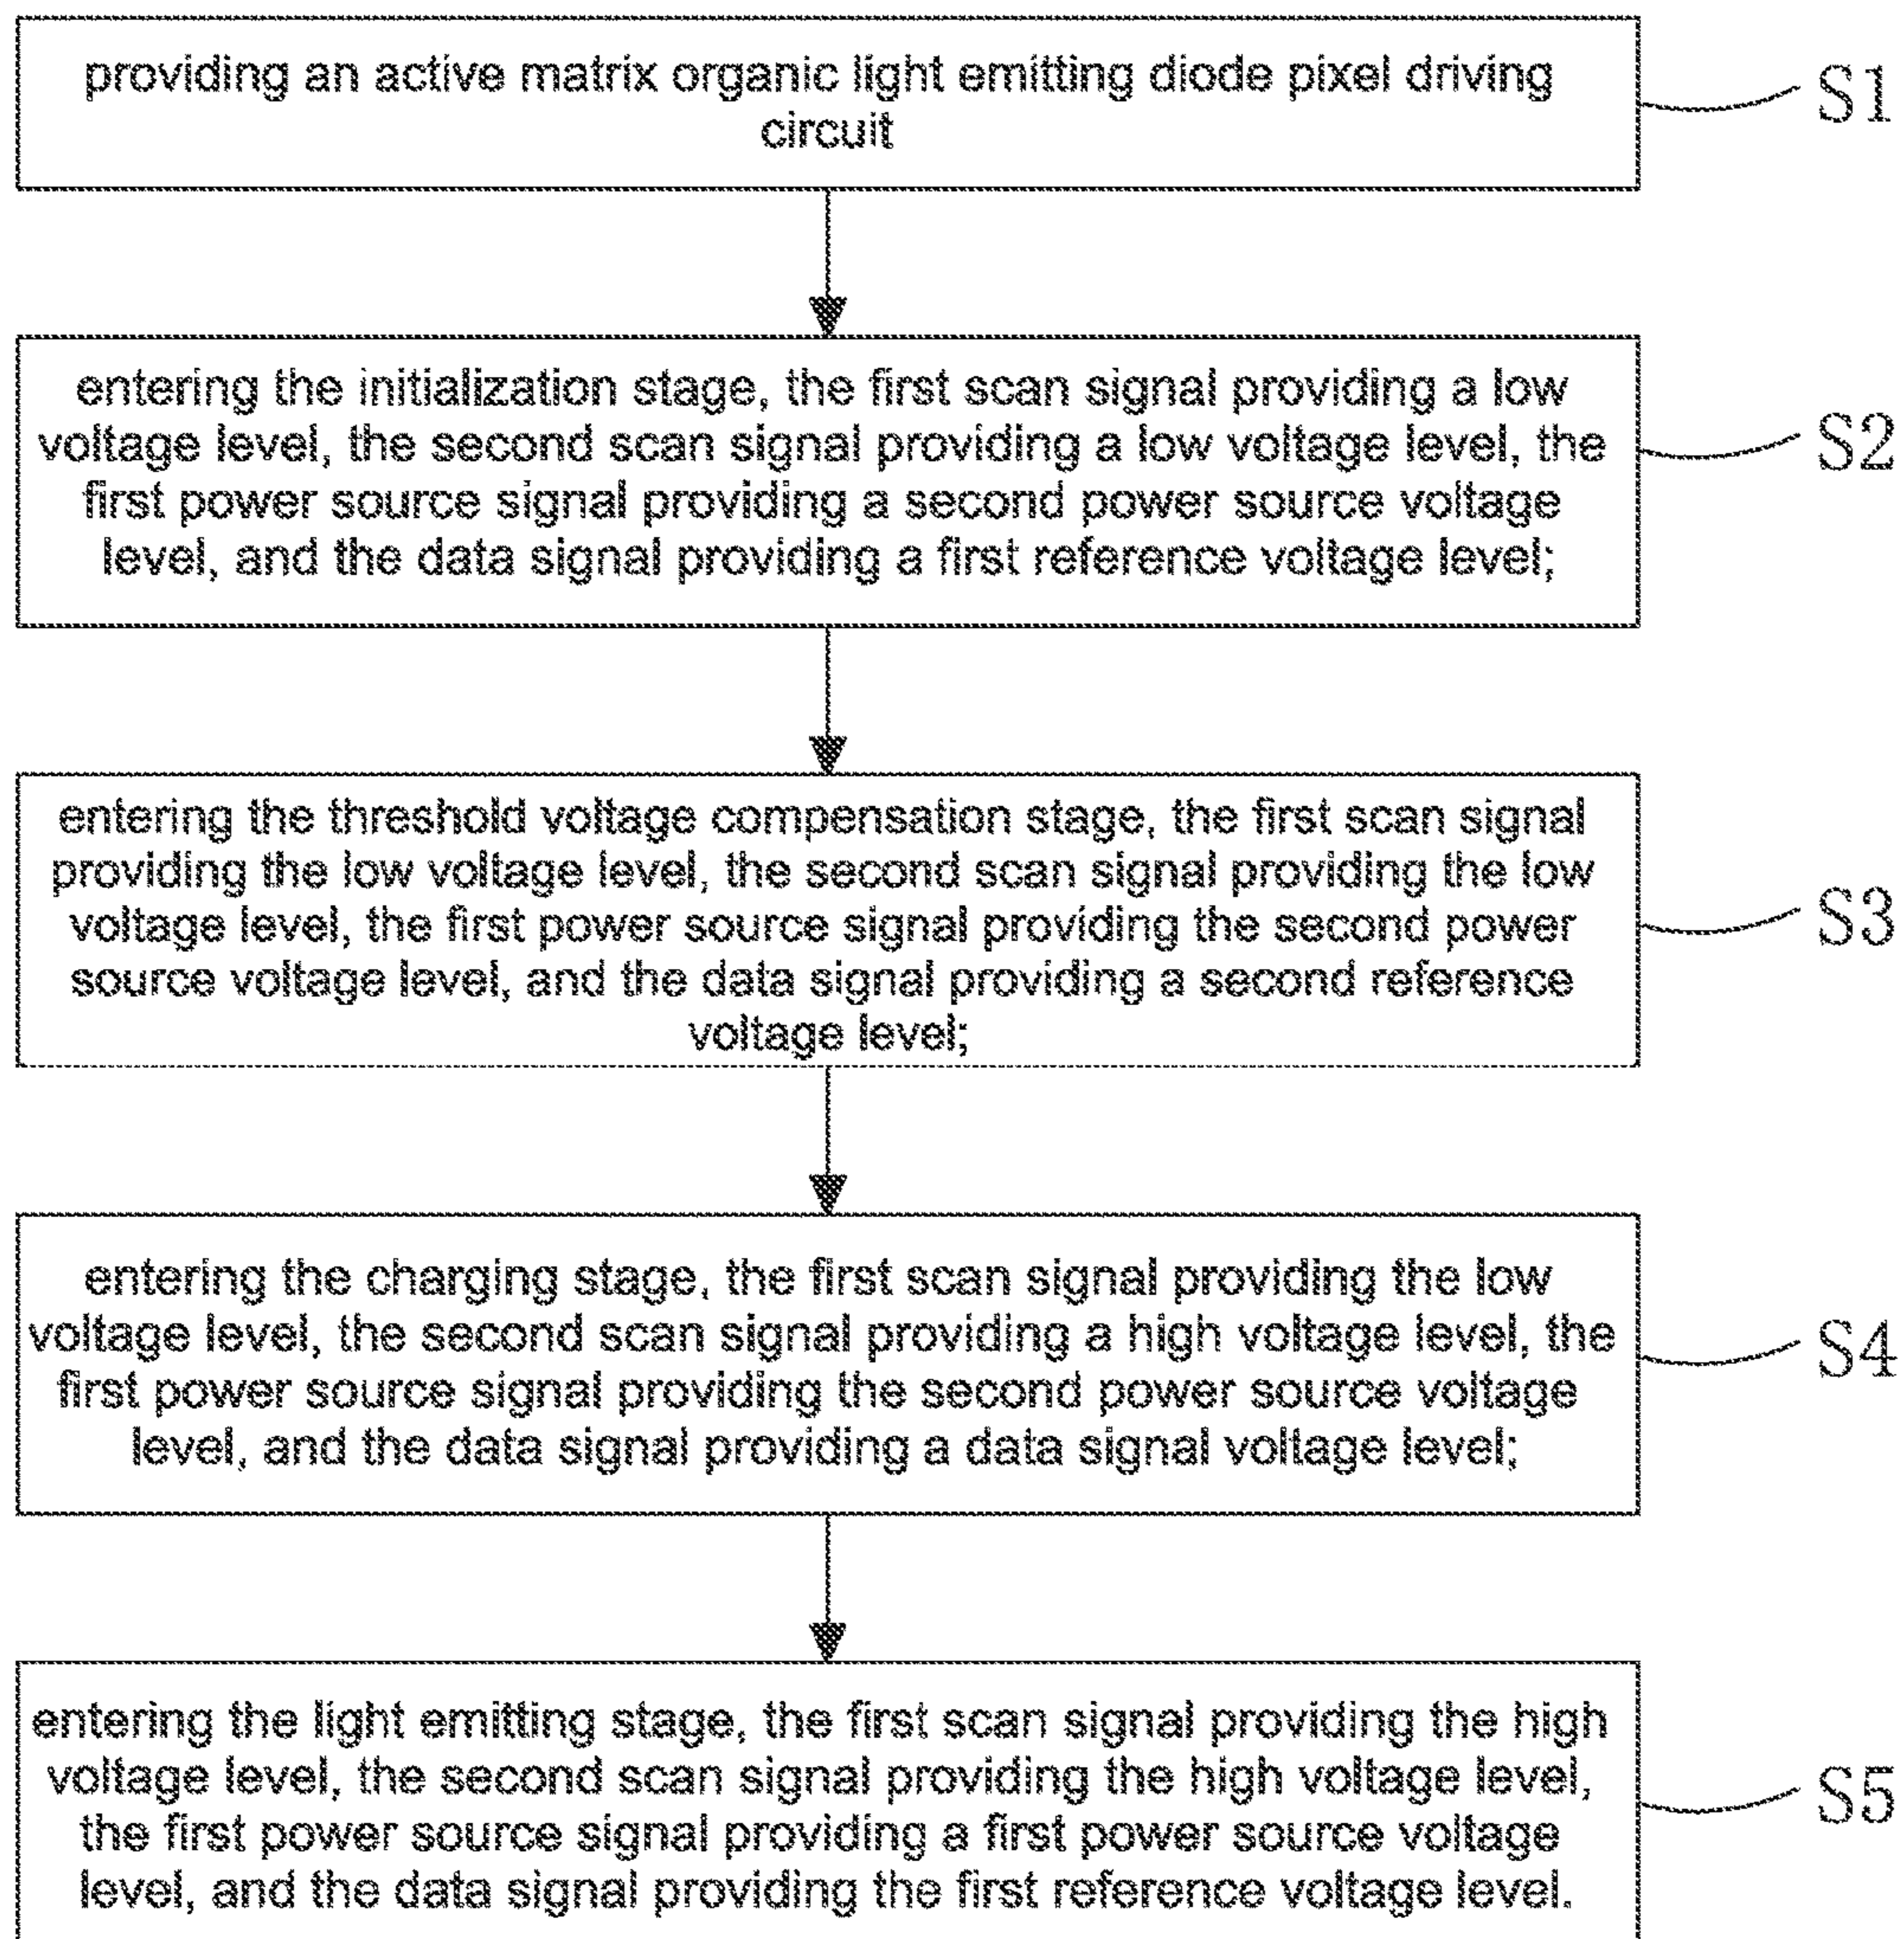 providing an active matrix organic light emitting diode pixel driving
circuit
S1
entering the initialization stage, the first scan signal providing a low
voltage level, the second scan signal providing a low voltage level, the
first power source signal providing a second power source voltage
level, and the data signal providing a first reference voltage level;
S2
entering the threshold voltage compensation stage, the first scan signal
providing the low voltage level, the second scan signal providing the low
voltage level, the first power source signal providing the second power
source voltage level, and the data signal providing a second reference
voltage level;
S3
entering the charging stage, the first scan signal providing the low
voltage level, the second scan signal providing a high voltage level, the
first power source signal providing the second power source voltage
level, and the data signal providing a data signal voltage level;
S4
entering the light emitting stage, the first scan signal providing the high
voltage level, the second scan signal providing the high voltage level,
the first power source signal providing a first power source voltage
level, and the data signal providing the first reference voltage level.
S5